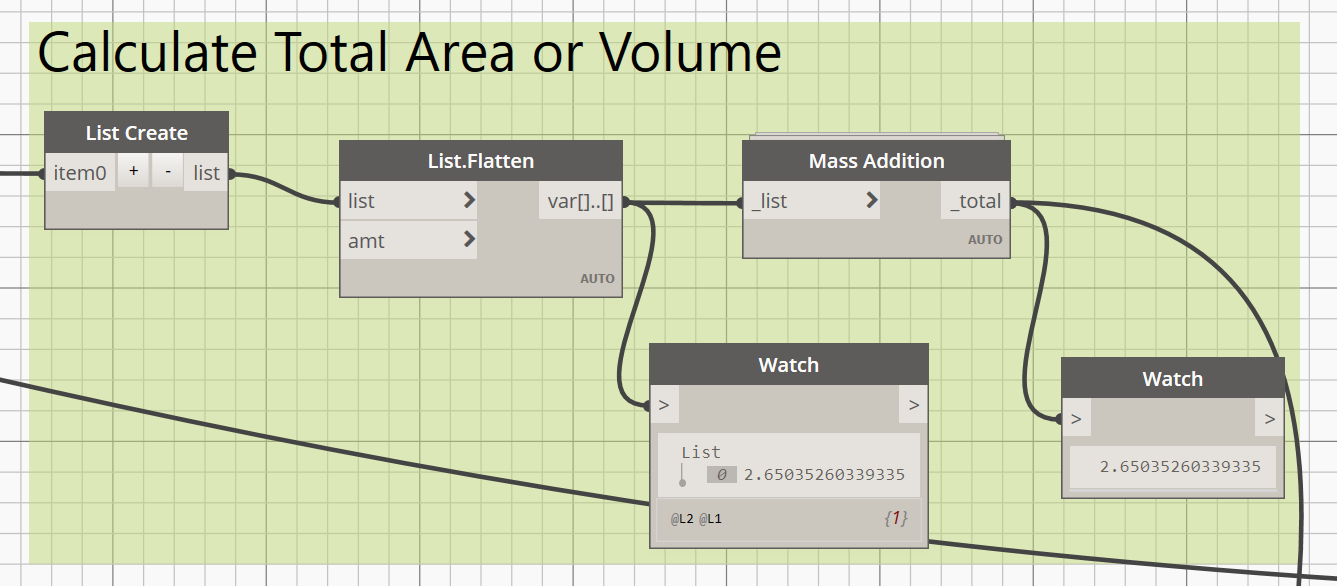 Calculate Total Area or Volume
List Create
item0 + - list
List.Flatten
list > var[]..[]
amt >
AUTO
Mass Addition
_list > _total
AUTO
Watch
> >
List
0 2.65035260339335
@L2 @L1 {1}
Watch
> >
2.65035260339335